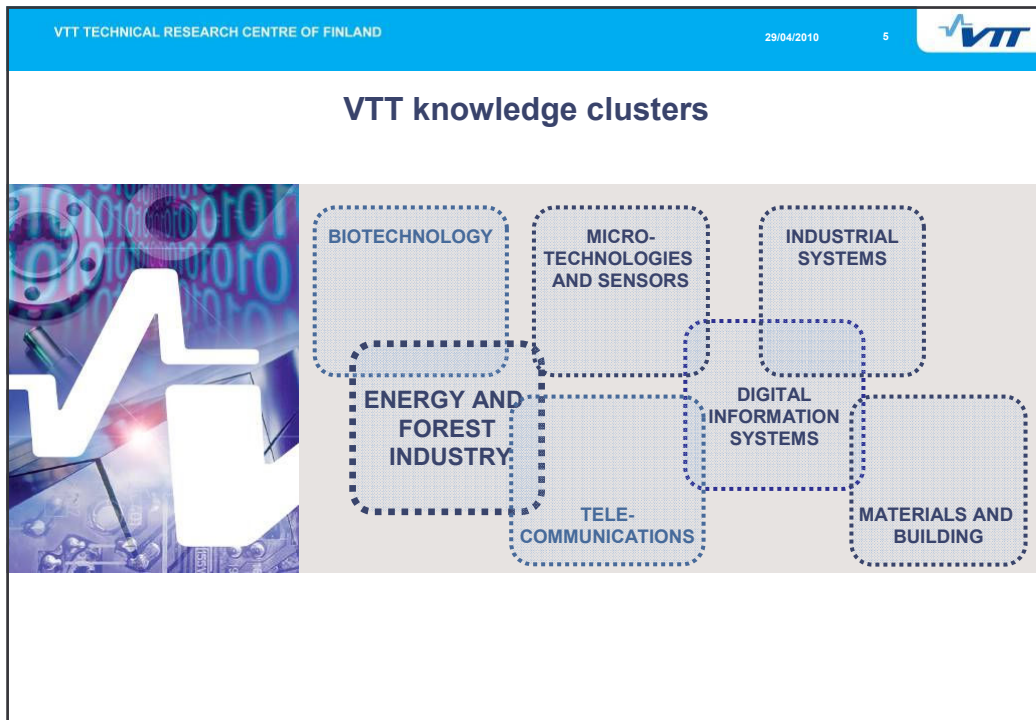 VTT TECHNICAL RESEARCH CENTRE OF FINLAND
29/04/2010
5
VTT
VTT knowledge clusters
BIOTECHNOLOGY
MICRO-
TECHNOLOGIES
AND SENSORS
INDUSTRIAL
SYSTEMS
ENERGY AND
FOREST
INDUSTRY
DIGITAL
INFORMATION
SYSTEMS
TELE-
COMMUNICATIONS
MATERIALS AND
BUILDING